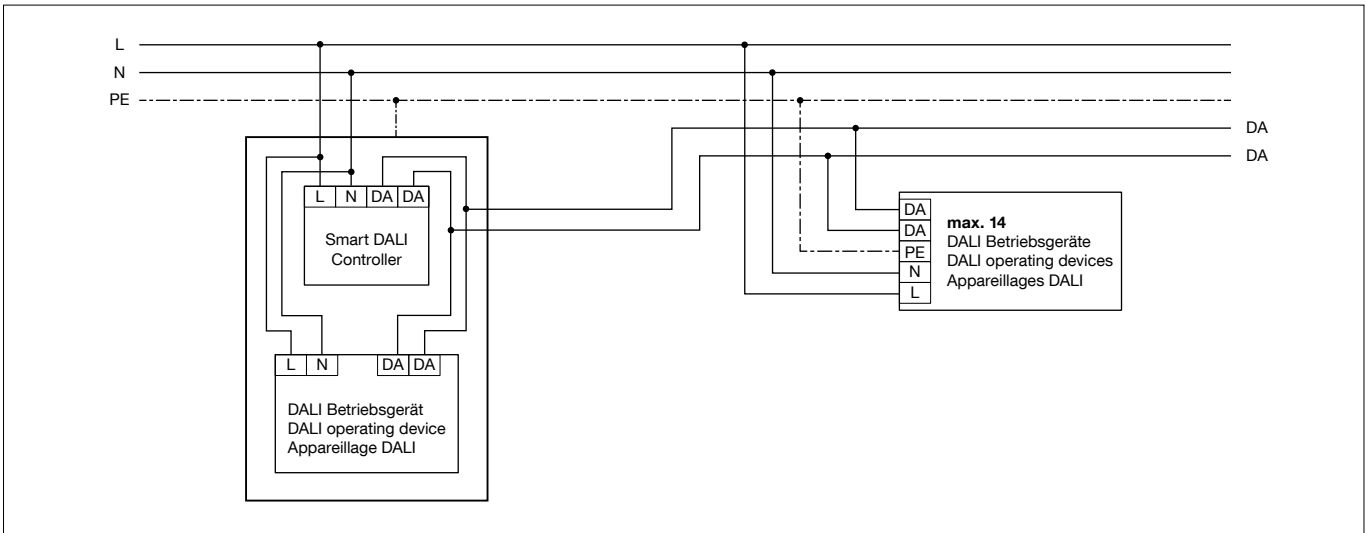 L
N
PE
DA
DA
L N DA DA
Smart DALI
Controller
L N DA DA
DALI Betriebsgerät
DALI operating device
Appareillage DALI
DA
DA
PE
N
L
max. 14
DALI Betriebsgeräte
DALI operating devices
Appareillages DALI